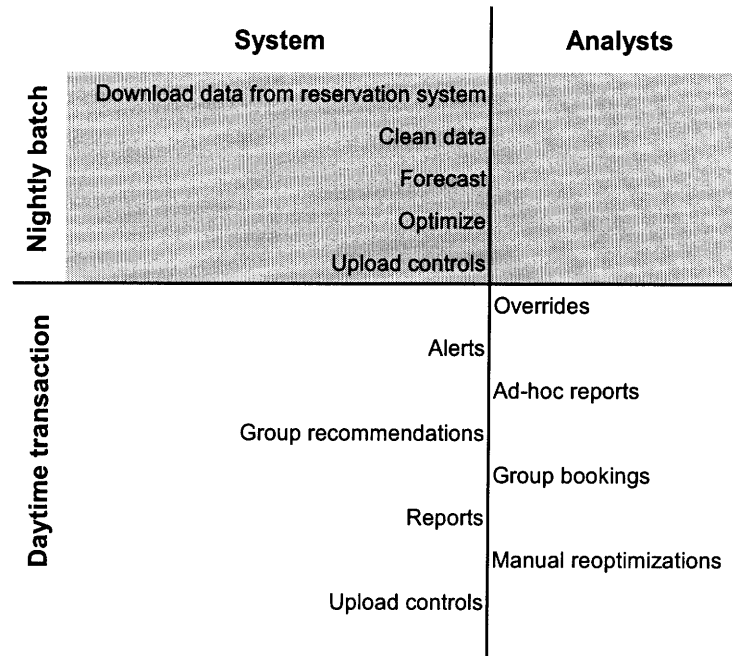 System
Analysts
Nightly batch
Download data from reservation system
Clean data
Forecast
Optimize
Upload controls
Daytime transaction
Overrides
Alerts
Ad-hoc reports
Group recommendations
Group bookings
Reports
Manual reoptimizations
Upload controls